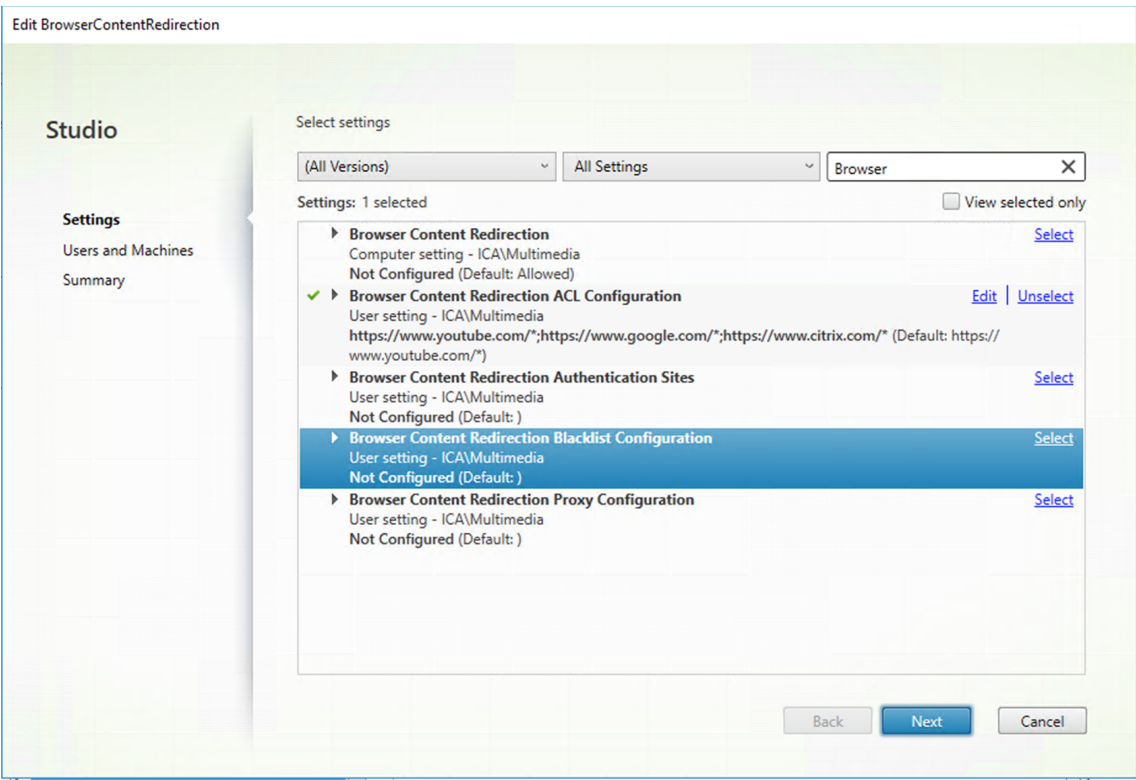 Edit BrowserContentRedirection
Studio
Settings
Users and Machines
Summary
Select settings
(All Versions)
All Settings
Browser
Settings: 1 selected
View selected only
Browser Content Redirection
Select
Computer setting - ICA\Multimedia
Not Configured (Default: Allowed)
Browser Content Redirection ACL Configuration
Edit
Unselect
User setting - ICA\Multimedia
https://www.youtube.com/*;https://www.google.com/*;https://www.citrix.com/* (Default: https://
www.youtube.com/*)
Browser Content Redirection Authentication Sites
Select
User setting - ICA\Multimedia
Not Configured (Default: )
Browser Content Redirection Blacklist Configuration
Select
User setting - ICA\Multimedia
Not Configured (Default: )
Browser Content Redirection Proxy Configuration
Select
User setting - ICA\Multimedia
Not Configured (Default: )
Back
Next
Cancel